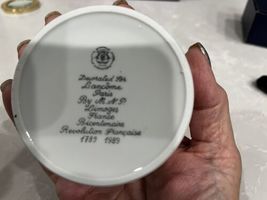 Decorated for
Lancôme
Paris
By M.N.P
Limoges
France
Bicentenaire
Revolution Française
1789 1989